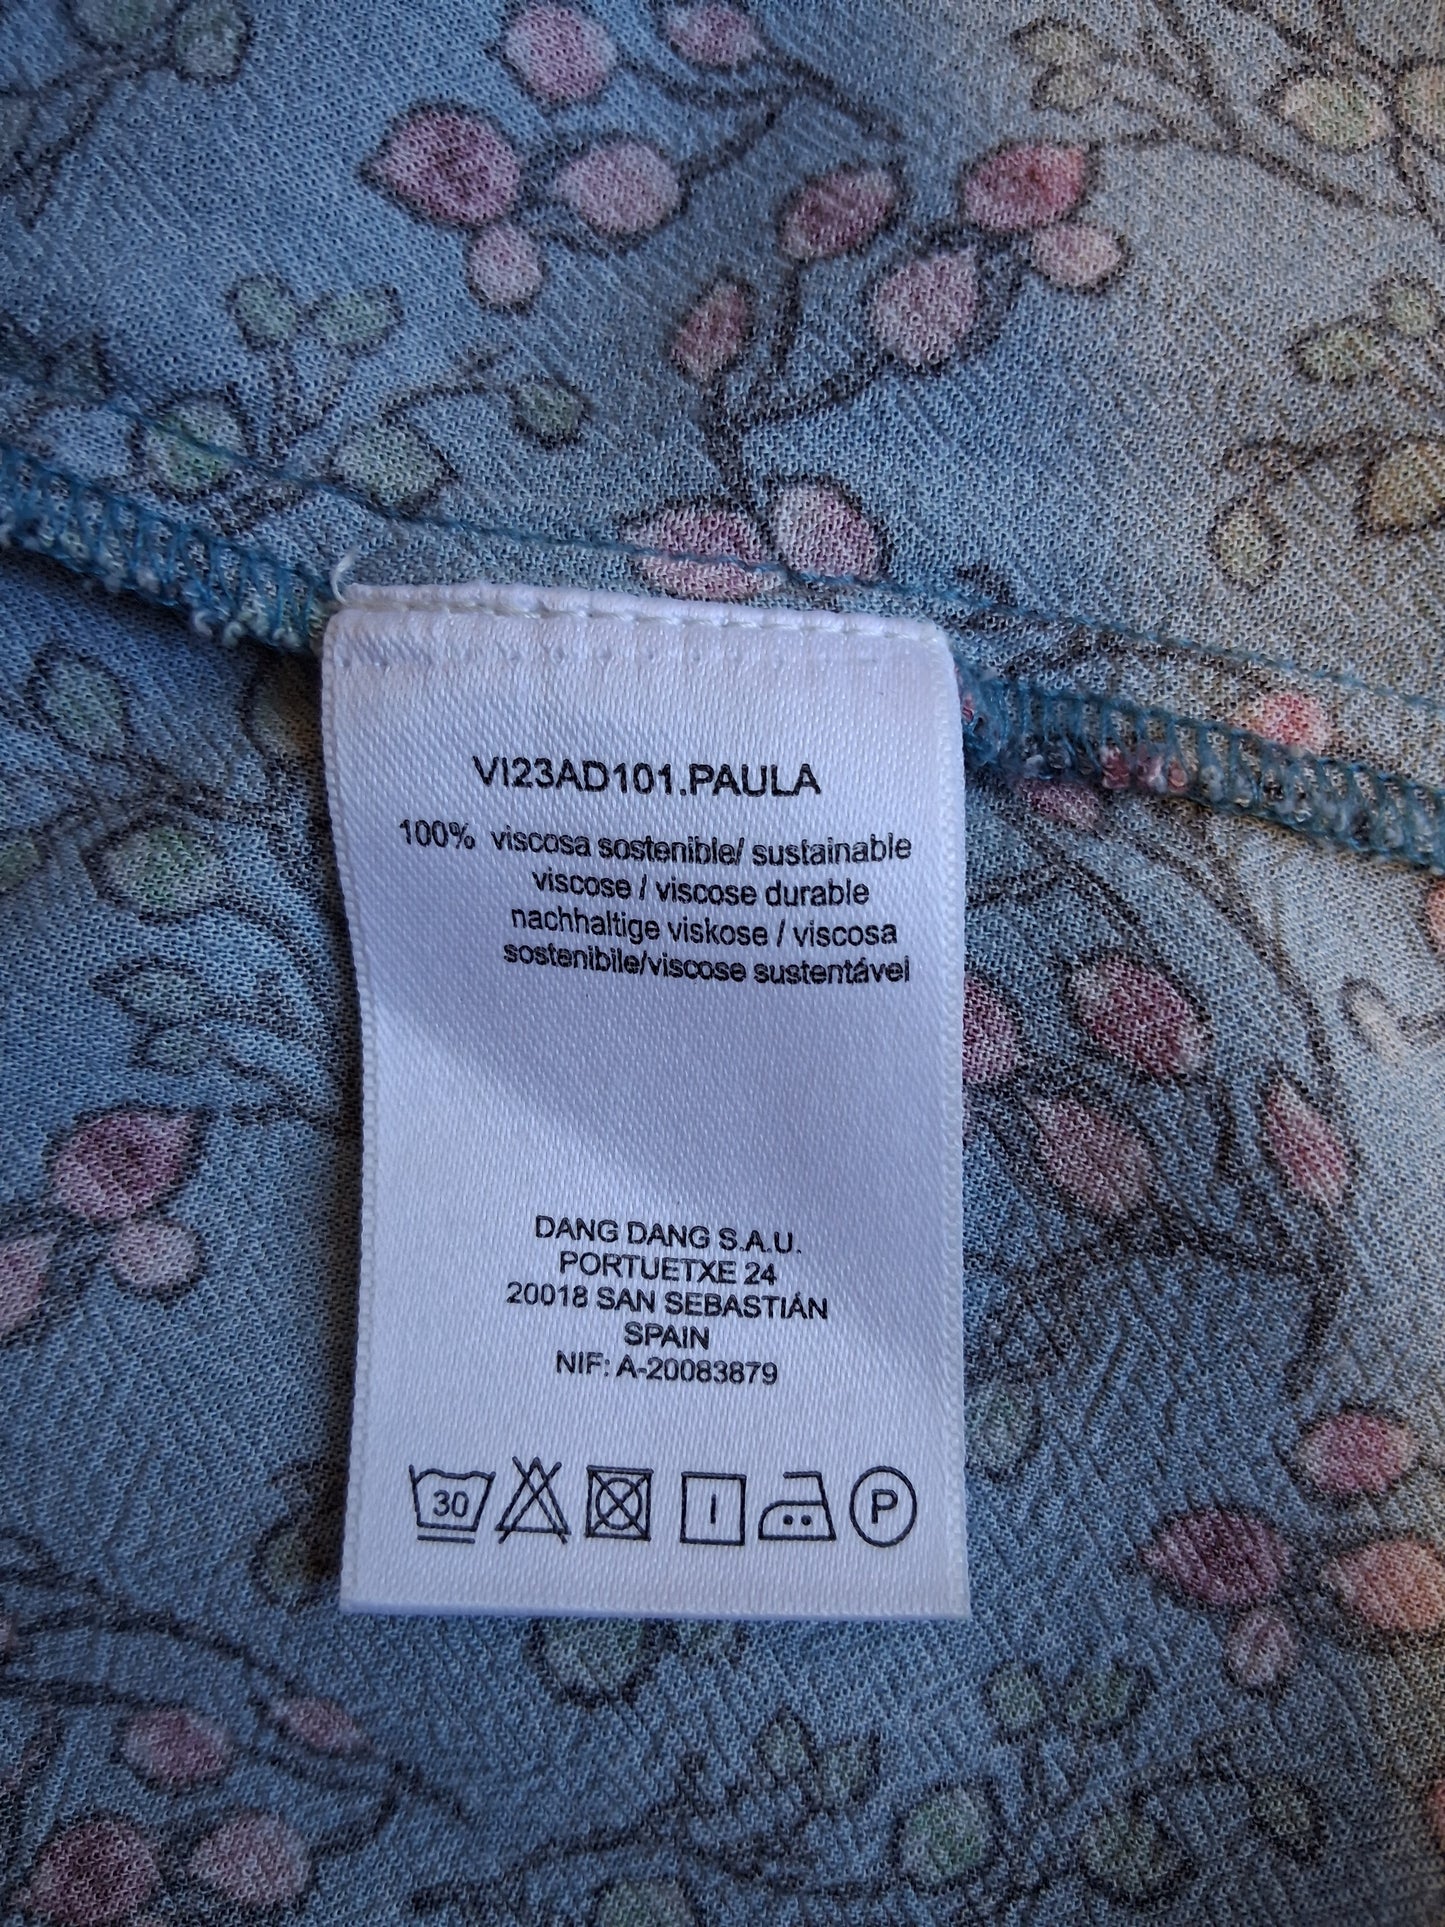 VI23AD101.PAULA
100% viscosa sostenible/ sustainable
viscose / viscose durable
nachhaltige viskose / viscosa
sostenibile/viscose sustentável
DANG DANG S.A.U.
PORTUETXE 24
20018 SAN SEBASTIÁN
SPAIN
NIF: A-20083879
30 P